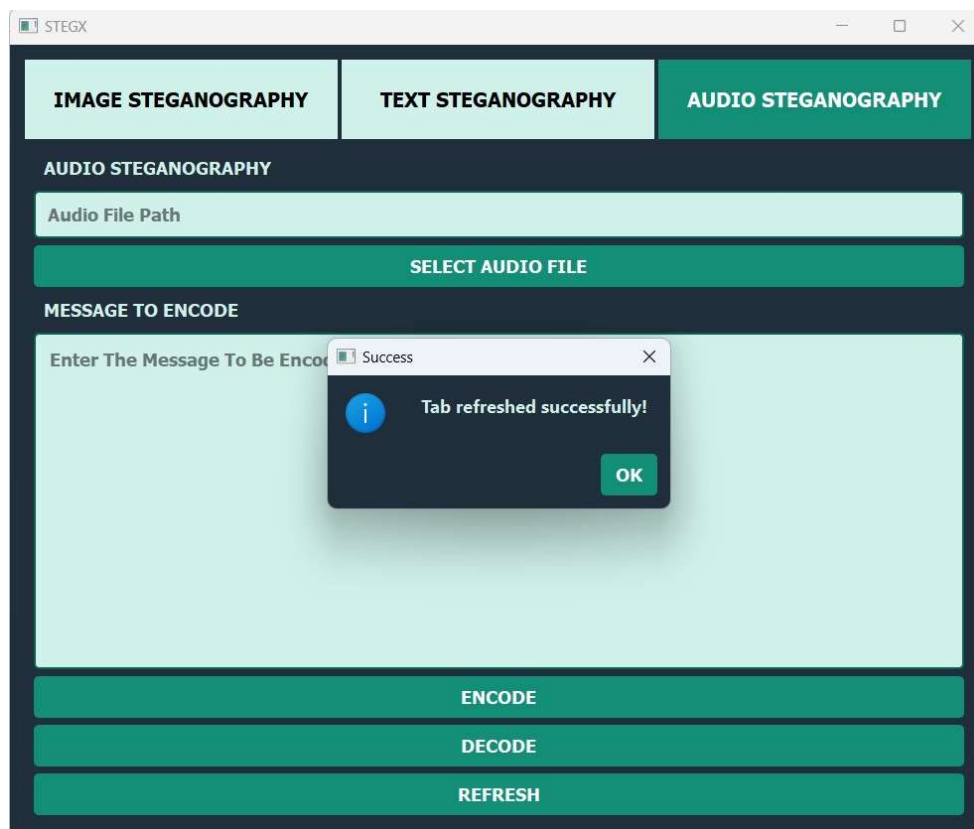 STEGX
IMAGE STEGANOGRAPHY TEXT STEGANOGRAPHY AUDIO STEGANOGRAPHY
AUDIO STEGANOGRAPHY
Audio File Path
SELECT AUDIO FILE
MESSAGE TO ENCODE
Enter The Message To Be
Success
Tab refreshed successfully!
OK
ENCODE
DECODE
REFRESH